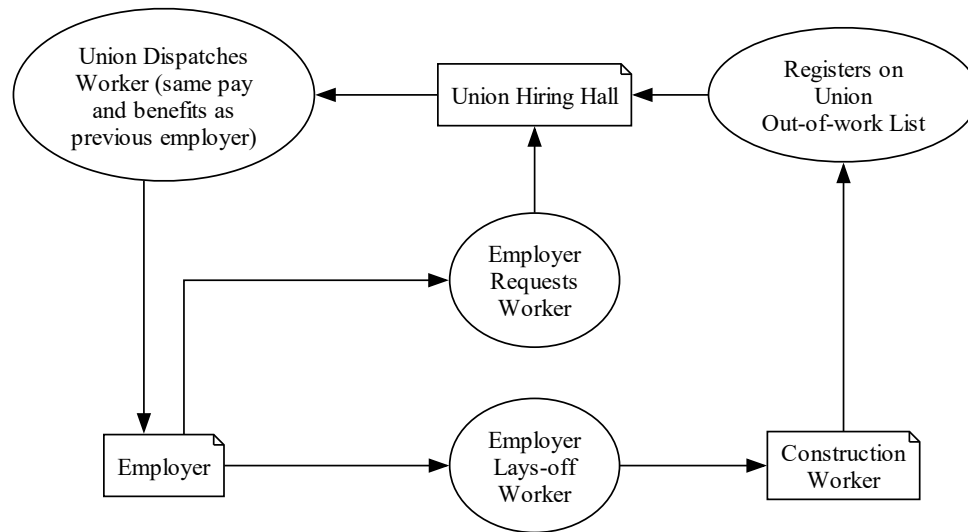 Union Dispatches
Worker (same pay
and benefits as
previous employer)
Union Hiring Hall
Registers on
Union
Out-of-work List
Employer
Requests
Worker
Employer
Employer
Lays-off
Worker
Construction
Worker